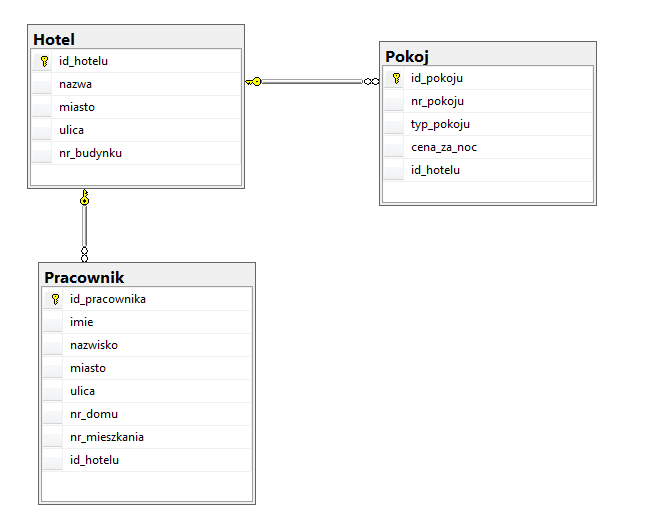 Hotel
id_hotelu
nazwa
miasto
ulica
nr_budynku
Pokoj
id_pokoju
nr_pokoju
typ_pokoju
cena_za_noc
id_hotelu
Pracownik
id_pracownika
imie
nazwisko
miasto
ulica
nr_domu
nr_mieszkania
id_hotelu